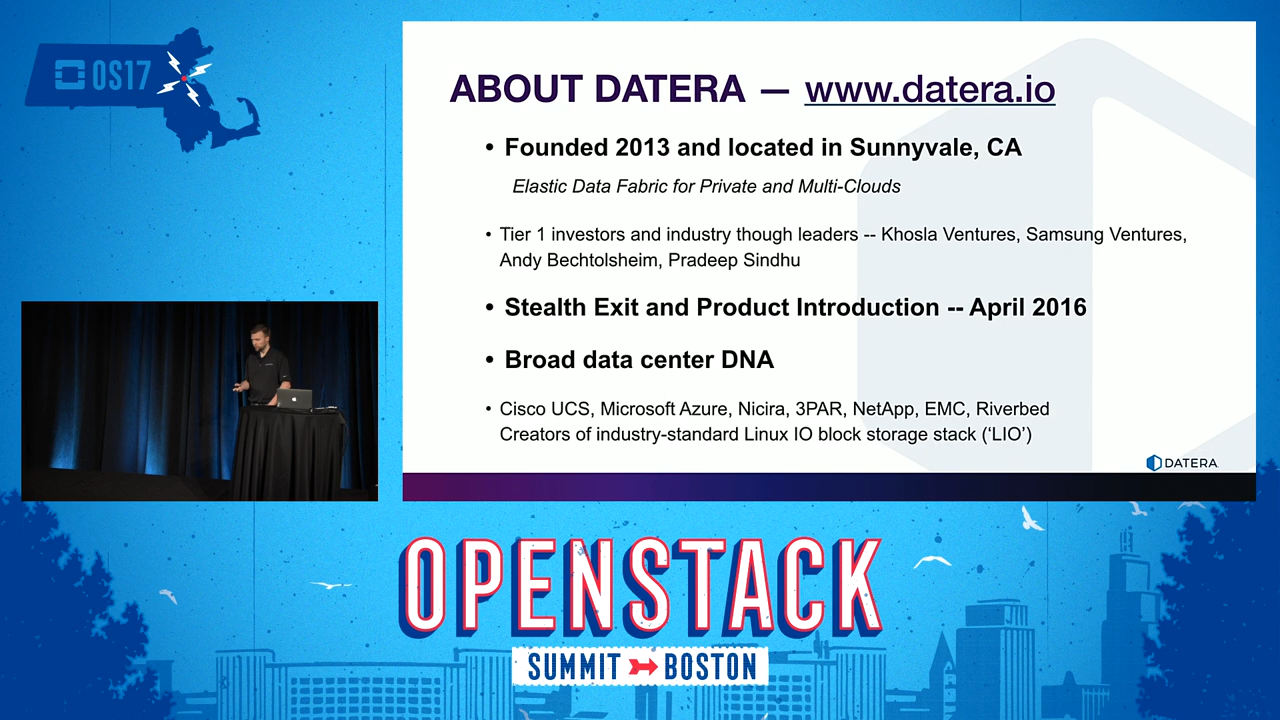 OS17
ABOUT DATERA — www.datera.io
• Founded 2013 and located in Sunnyvale, CA
Elastic Data Fabric for Private and Multi-Clouds
• Tier 1 investors and industry though leaders -- Khosla Ventures, Samsung Ventures,
Andy Bechtolsheim, Pradeep Sindhu
• Stealth Exit and Product Introduction -- April 2016
• Broad data center DNA
• Cisco UCS, Microsoft Azure, Nicira, 3PAR, NetApp, EMC, Riverbed
Creators of industry-standard Linux IO block storage stack (‘LIO’)
DATERA
OPENSTACK
SUMMIT BOSTON